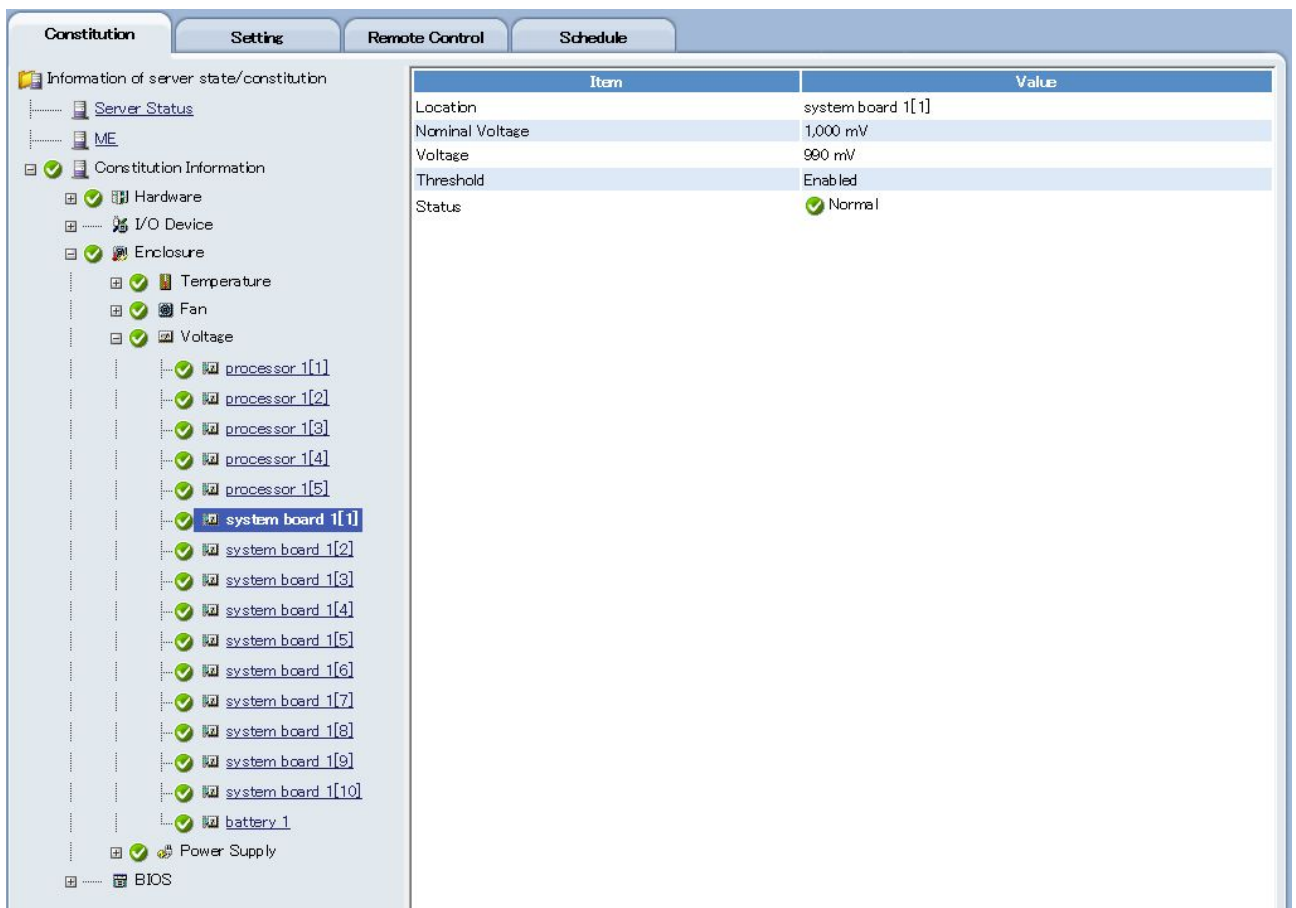 Constitution Setting Remote Control Schedule
Information of server state/constitution
Server Status
ME
Constitution Information
Hardware
I/O Device
Enclosure
Temperature
Fan
Voltage
processor 1[1]
processor 1[2]
processor 1[3]
processor 1[4]
processor 1[5]
system board 1[1]
system board 1[2]
system board 1[3]
system board 1[4]
system board 1[5]
system board 1[6]
system board 1[7]
system board 1[8]
system board 1[9]
system board 1[10]
battery 1
Power Supply
BIOS
Item Value
Location system board 1[1]
Nominal Voltage 1,000 mV
Voltage 990 mV
Threshold Enabled
Status Normal